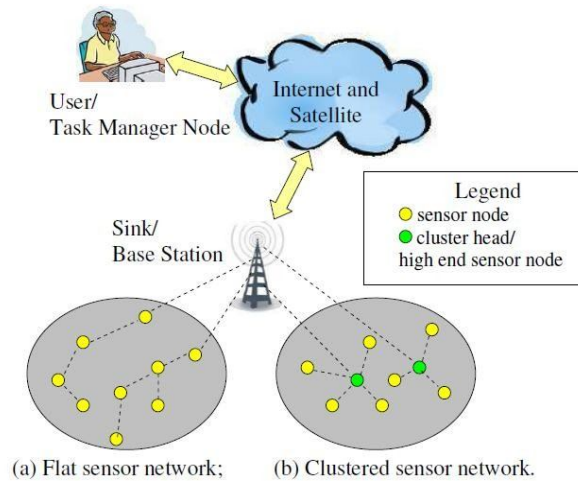 User/
Task Manager Node
Internet and
Satellite
Sink/
Base Station
Legend
sensor node
cluster head/
high end sensor node
(a) Flat sensor network;
(b) Clustered sensor network.